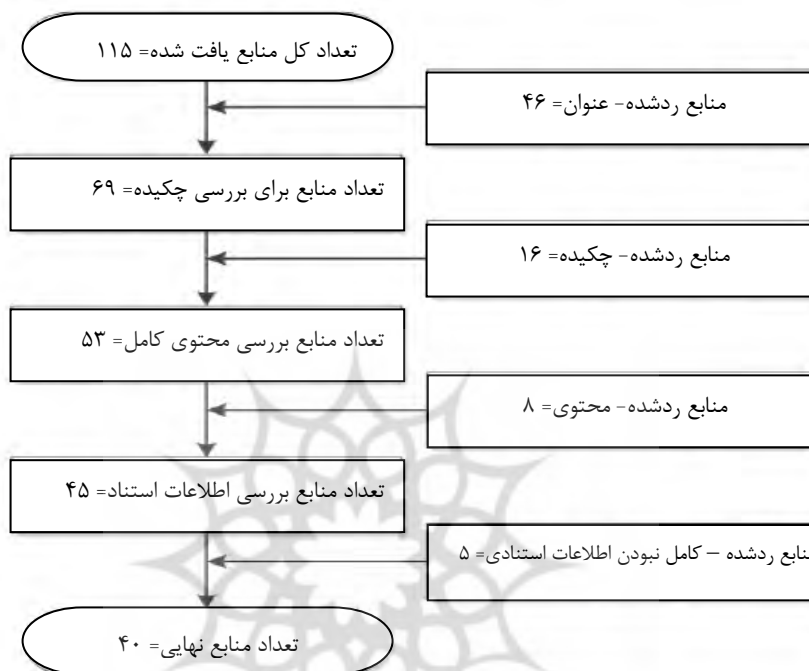 تعداد کل منابع یافت شده= ۱۱۵
منابع ردشده- عنوان= ۴۶
تعداد منابع برای بررسی چکیده= ۶۹
منابع ردشده- چکیده= ۱۶
تعداد منابع بررسی محتوی کامل= ۵۳
منابع ردشده- محتوی= ۸
تعداد منابع بررسی اطلاعات استناد= ۴۵
نابع ردشده – کامل نبودن اطلاعات استنادی= ۵
تعداد منابع نهایی= ۴۰